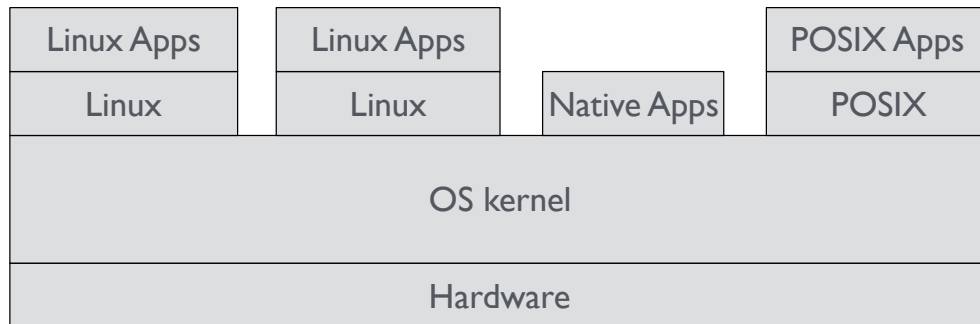 Linux Apps Linux Apps POSIX Apps
Linux Linux Native Apps POSIX
OS kernel
Hardware